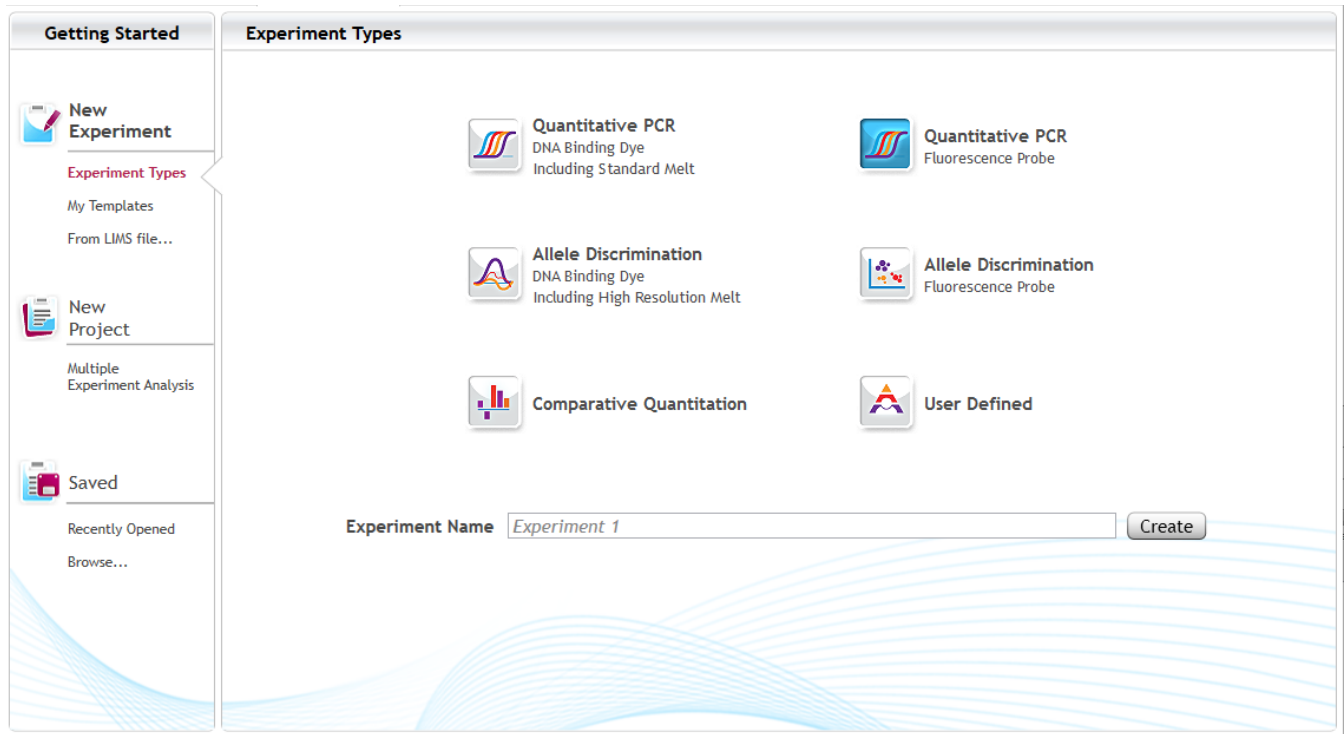 Getting Started
New
Experiment
Experiment Types
My Templates
From LIMS file...
New
Project
Multiple
Experiment Analysis
Saved
Recently Opened
Browse...
Experiment Types
Quantitative PCR
DNA Binding Dye
Including Standard Melt
Quantitative PCR
Fluorescence Probe
Allele Discrimination
DNA Binding Dye
Including High Resolution Melt
Allele Discrimination
Fluorescence Probe
Comparative Quantitation
User Defined
Experiment Name
Experiment 1
Create